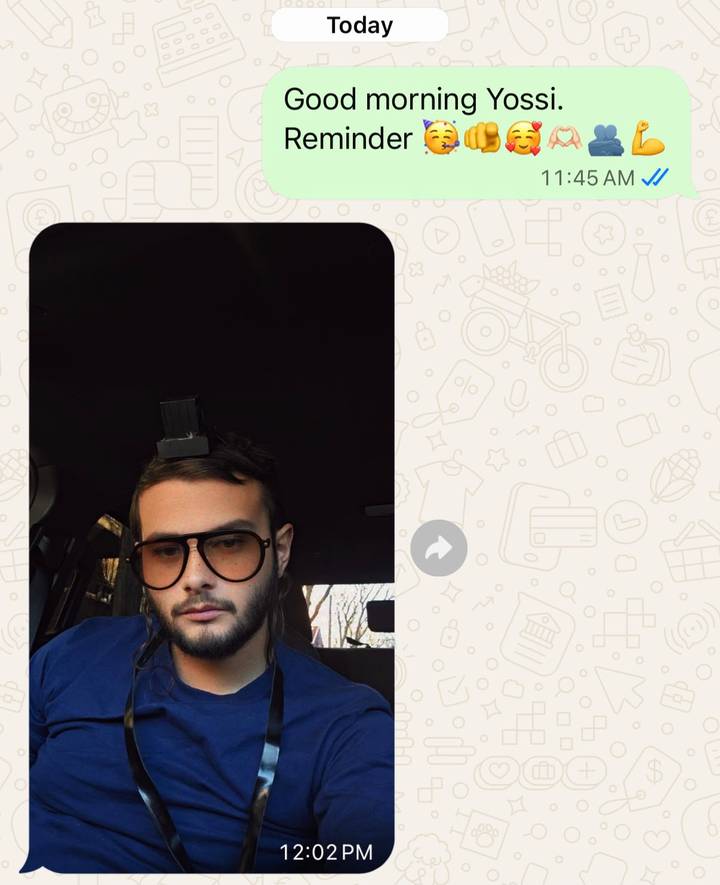 Today
Good morning Yossi.
Reminder 🥳🫵🥰🫶🏻🫂💪
11:45 AM
12:02 PM